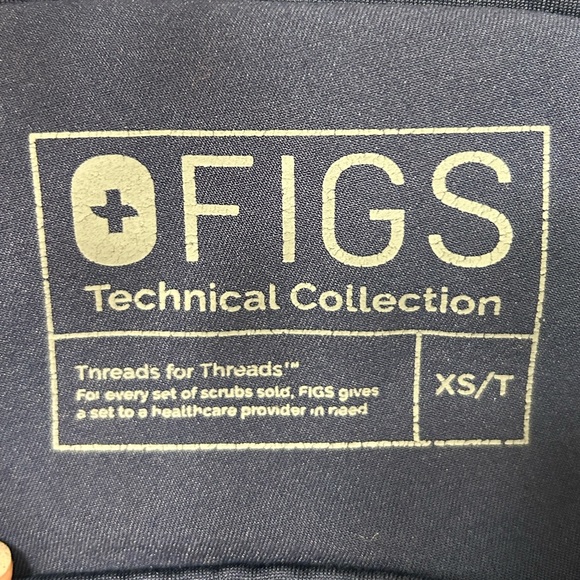 FIGS
Technical Collection
Threads for Threads™
For every set of scrubs sold, FIGS gives
a set to a healthcare provider in need
XS/T